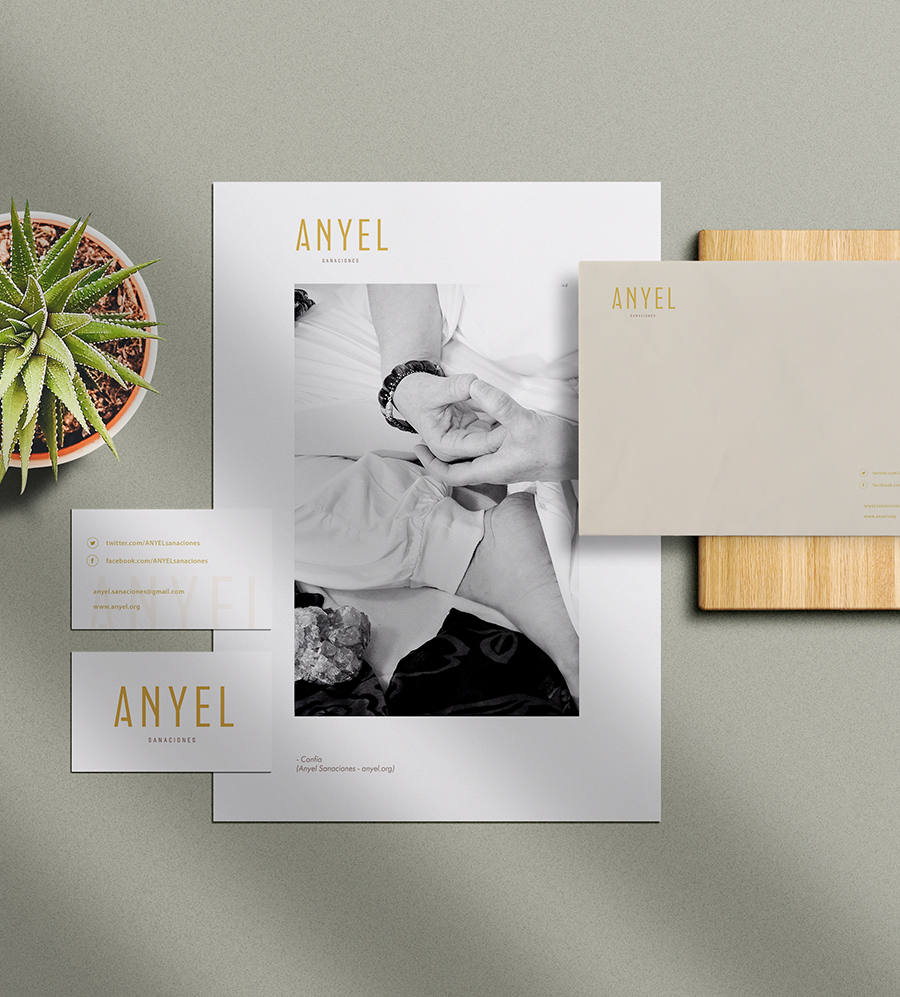 ANYEL
SANACIONES
- Confía
(Anyel Sanaciones - anyel.org)
ANYEL
SANACIONES
twitter.com/ANYELsanaciones
facebook.com/ANYELsanaciones
anyel.sanaciones@gmail.com
www.anyel.org
ANYEL
ANYEL
SANACIONES